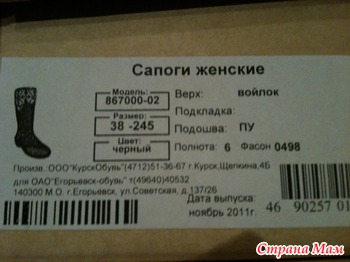 Сапоги женские
Модель:
867000-02
Верх: войлок
Подкладка:
Размер:
38 -245
Подошва: ПУ
Цвет:
черный
Полнота: 6 Фасон 0498
Произв. ООО"КурскОбувь(4712)51-36-67 г.Курск.Щепкина,4Б
для ОАО"Егорьевск-обувь"т(49640)40532
140300 М.О. г.Егорьевск, ул.Советская, д.137/26
Дата выпуска:
ноябрь 2011г.
46 90257 01
Страна Мам